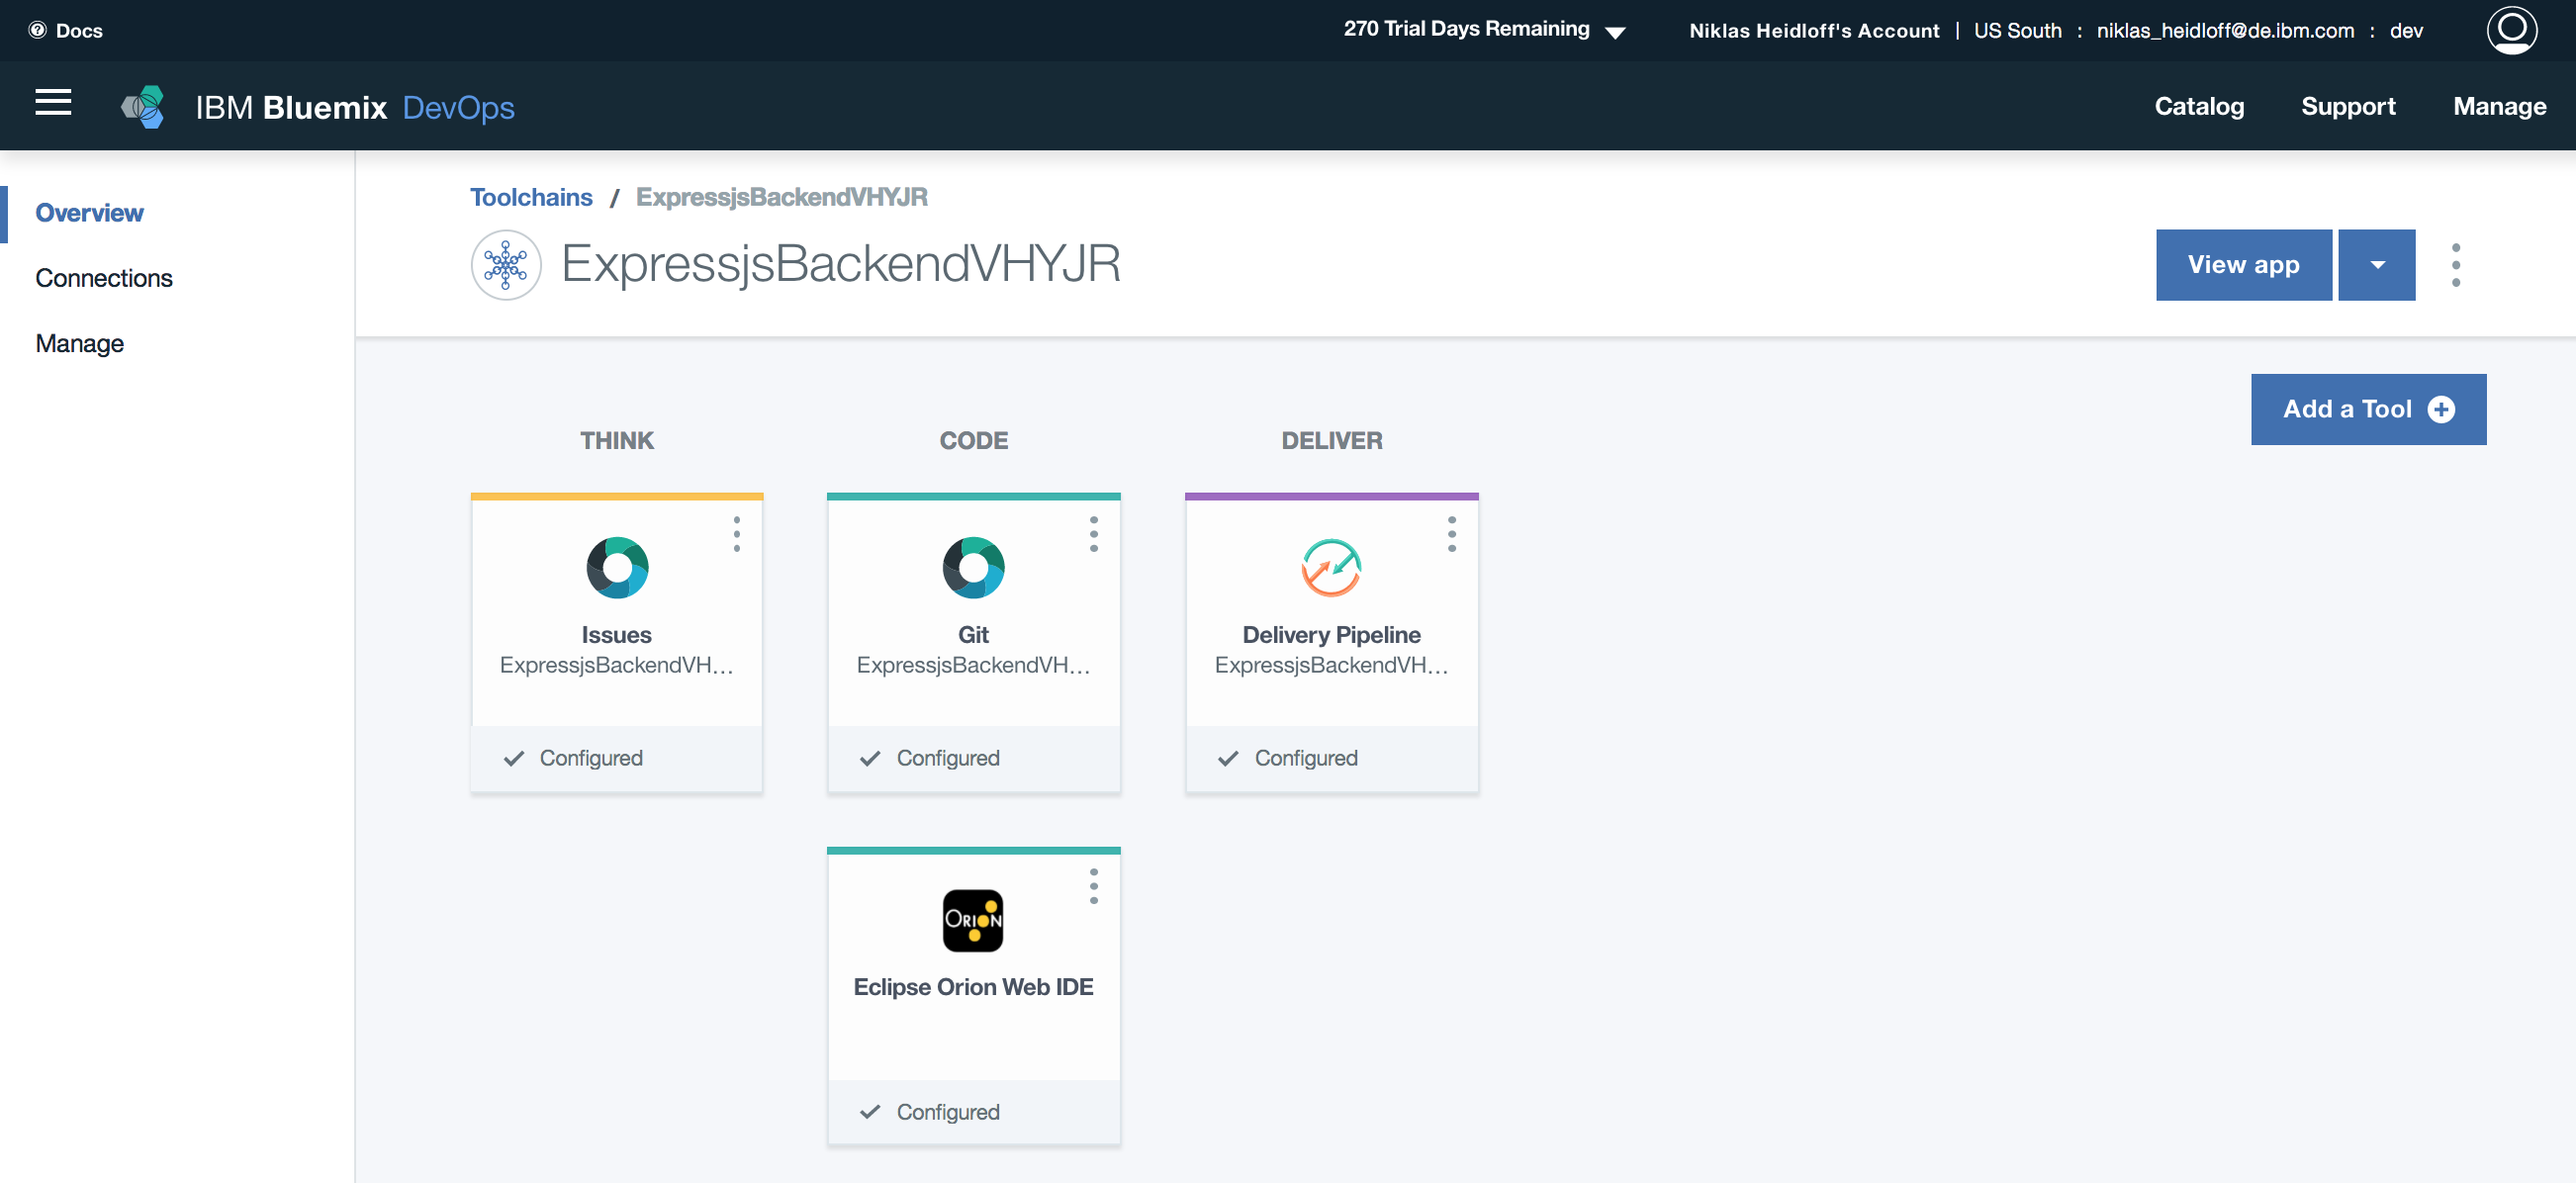 Docs
270 Trial Days Remaining
Niklas Heidloff's Account | US South : niklas_heidloff@de.ibm.com : dev
IBM Bluemix DevOps
Catalog Support Manage
Overview
Connections
Manage
Toolchains / ExpressjsBackendVHYJR
ExpressjsBackendVHYJR
View app
Add a Tool
THINK CODE DELIVER
Issues
ExpressjsBackendVH...
Configured
Git
ExpressjsBackendVH...
Configured
Delivery Pipeline
ExpressjsBackendVH...
Configured
ORION
Eclipse Orion Web IDE
Configured